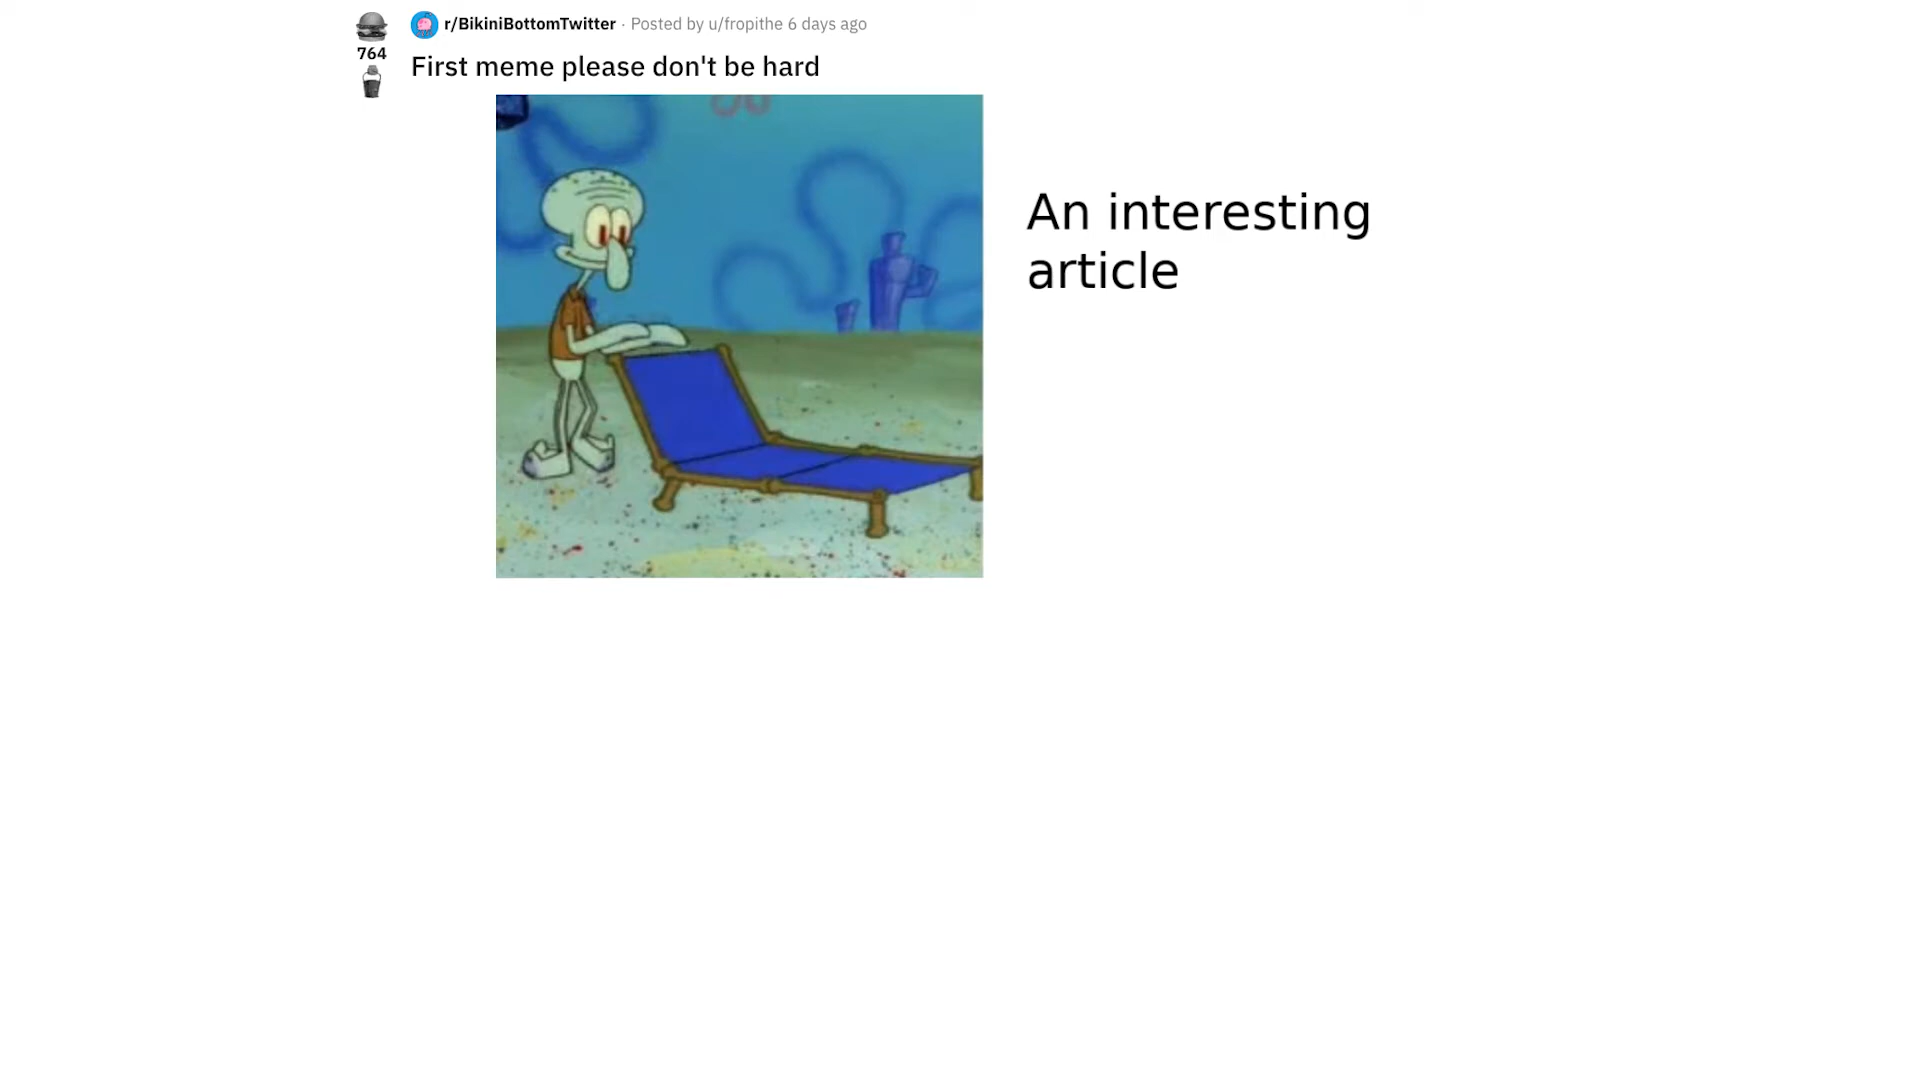 r/BikiniBottomTwitter · Posted by u/fropithe 6 days ago
764
First meme please don't be hard
An interesting
article